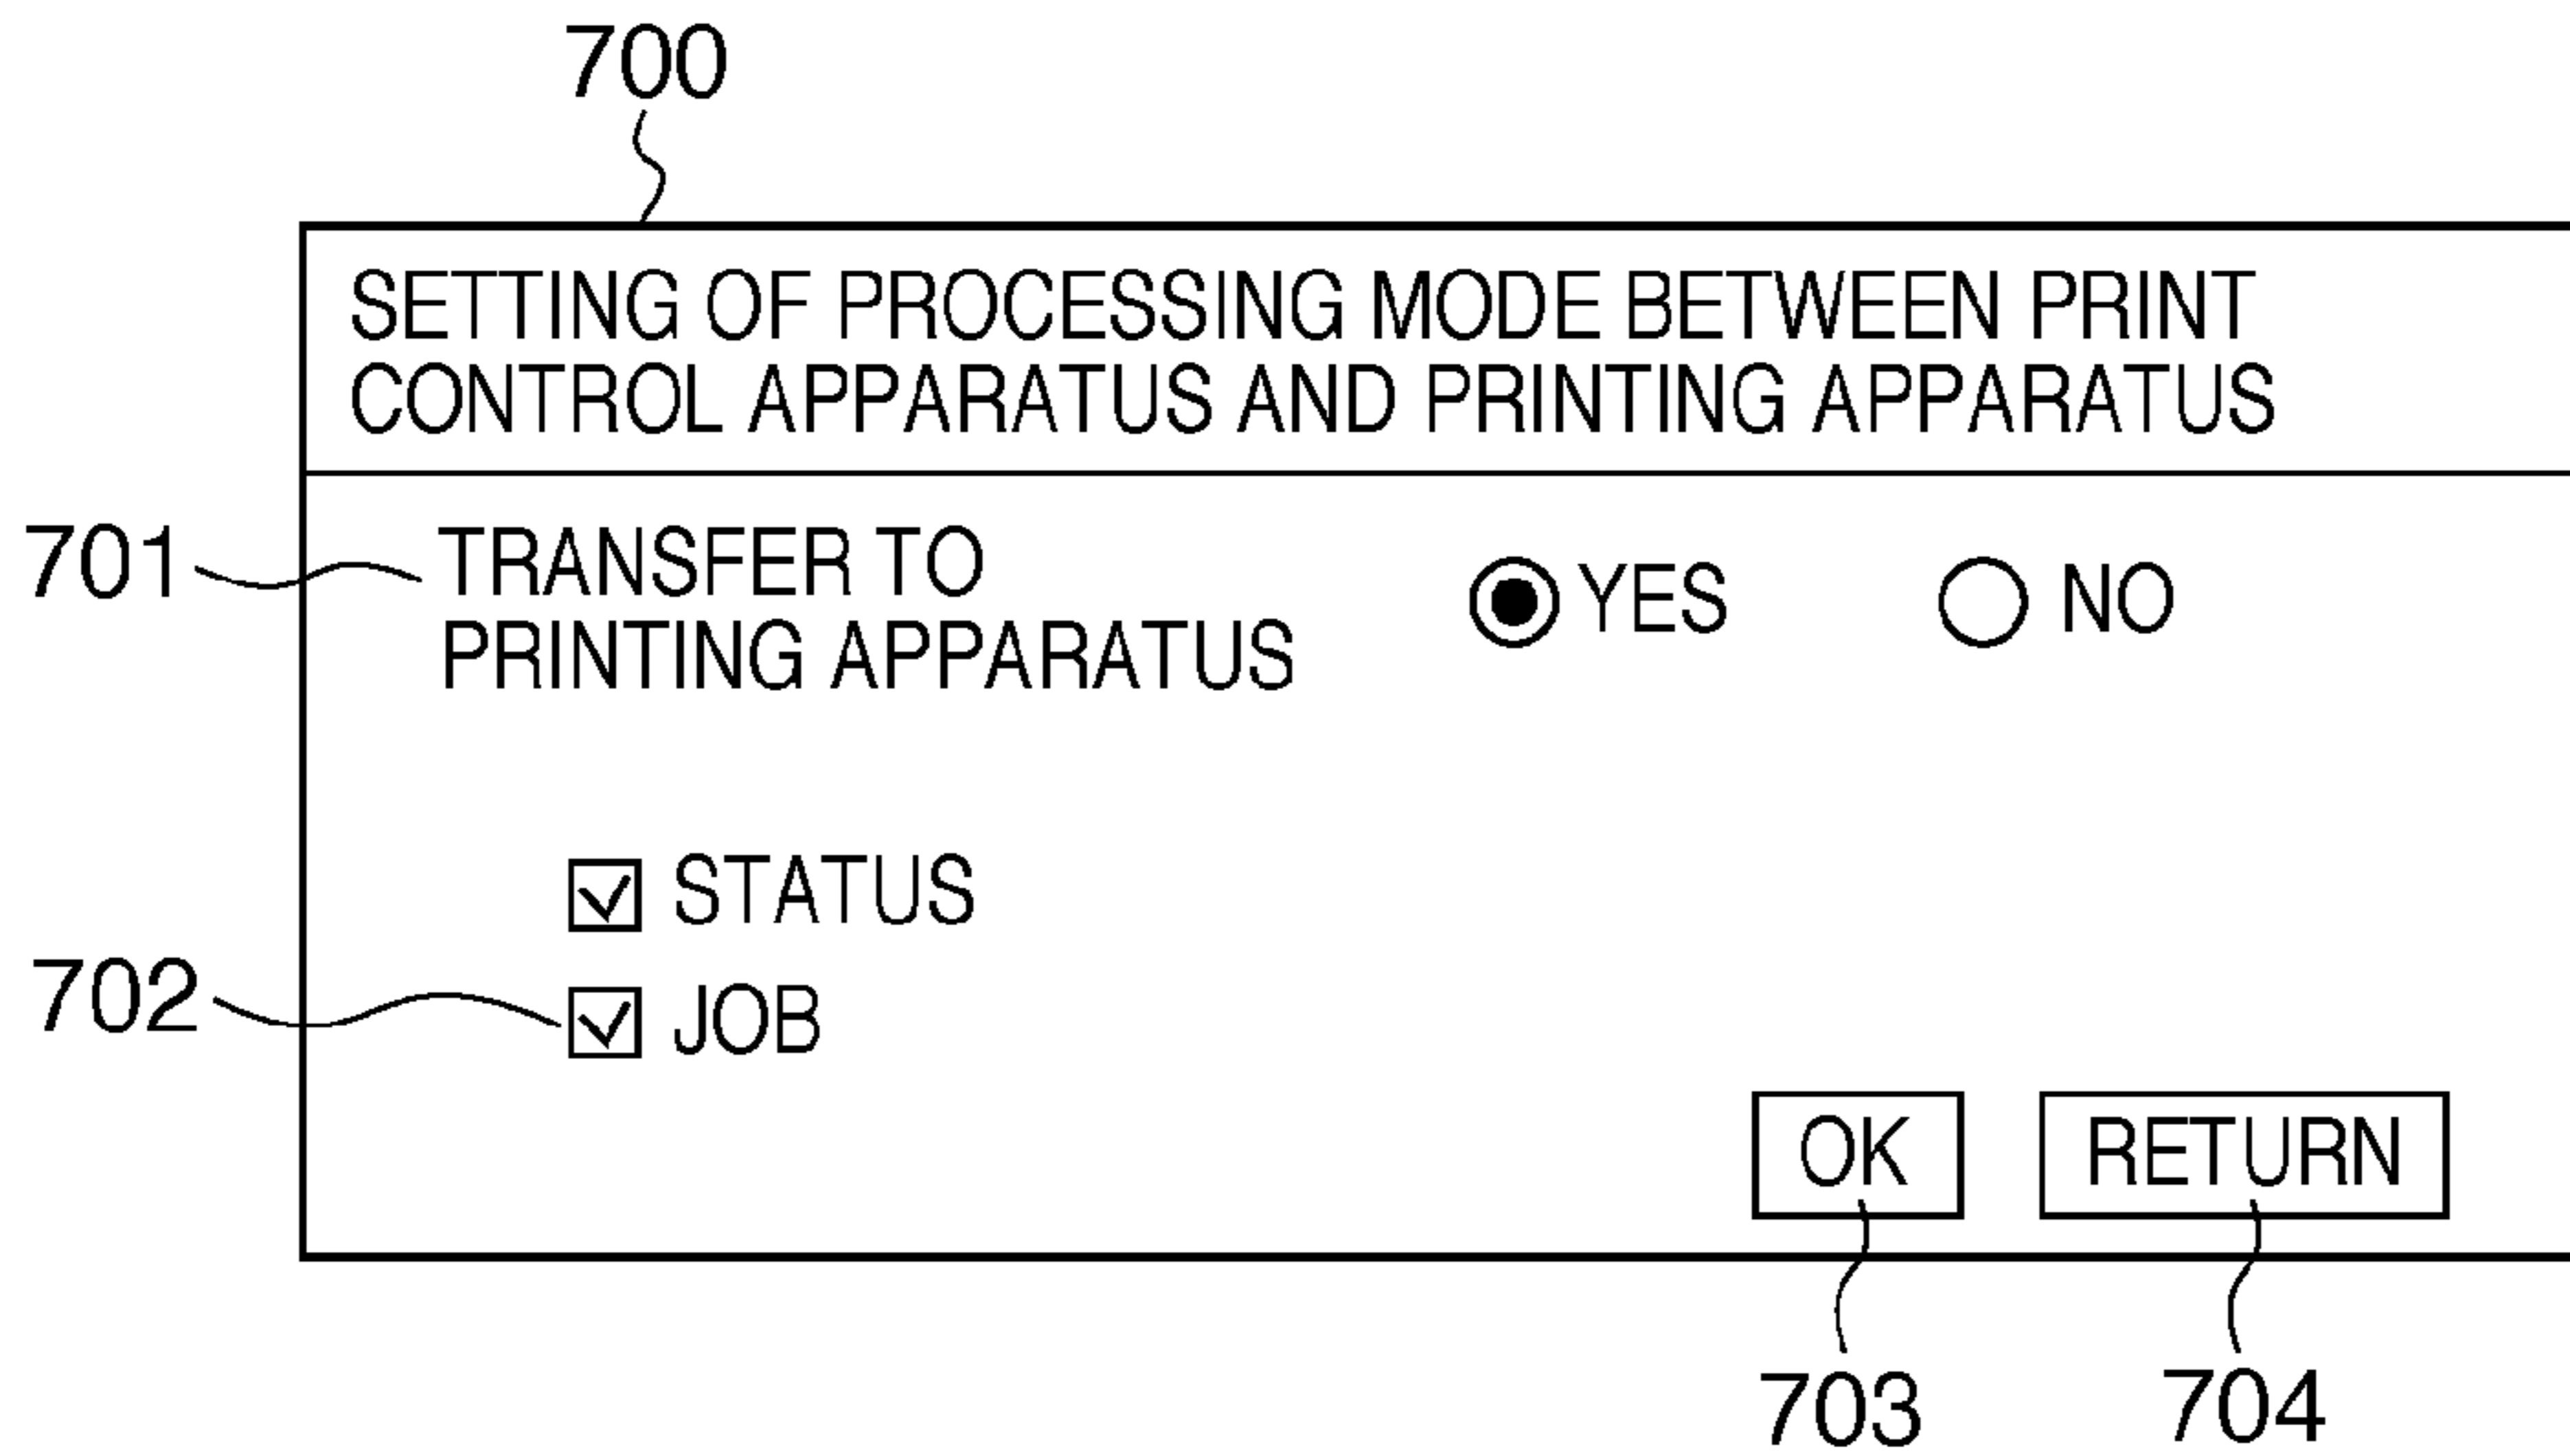 700
SETTING OF PROCESSING MODE BETWEEN PRINT
CONTROL APPARATUS AND PRINTING APPARATUS
701
TRANSFER TO
PRINTING APPARATUS
YES
NO
STATUS
702
JOB
OK
RETURN
703
704